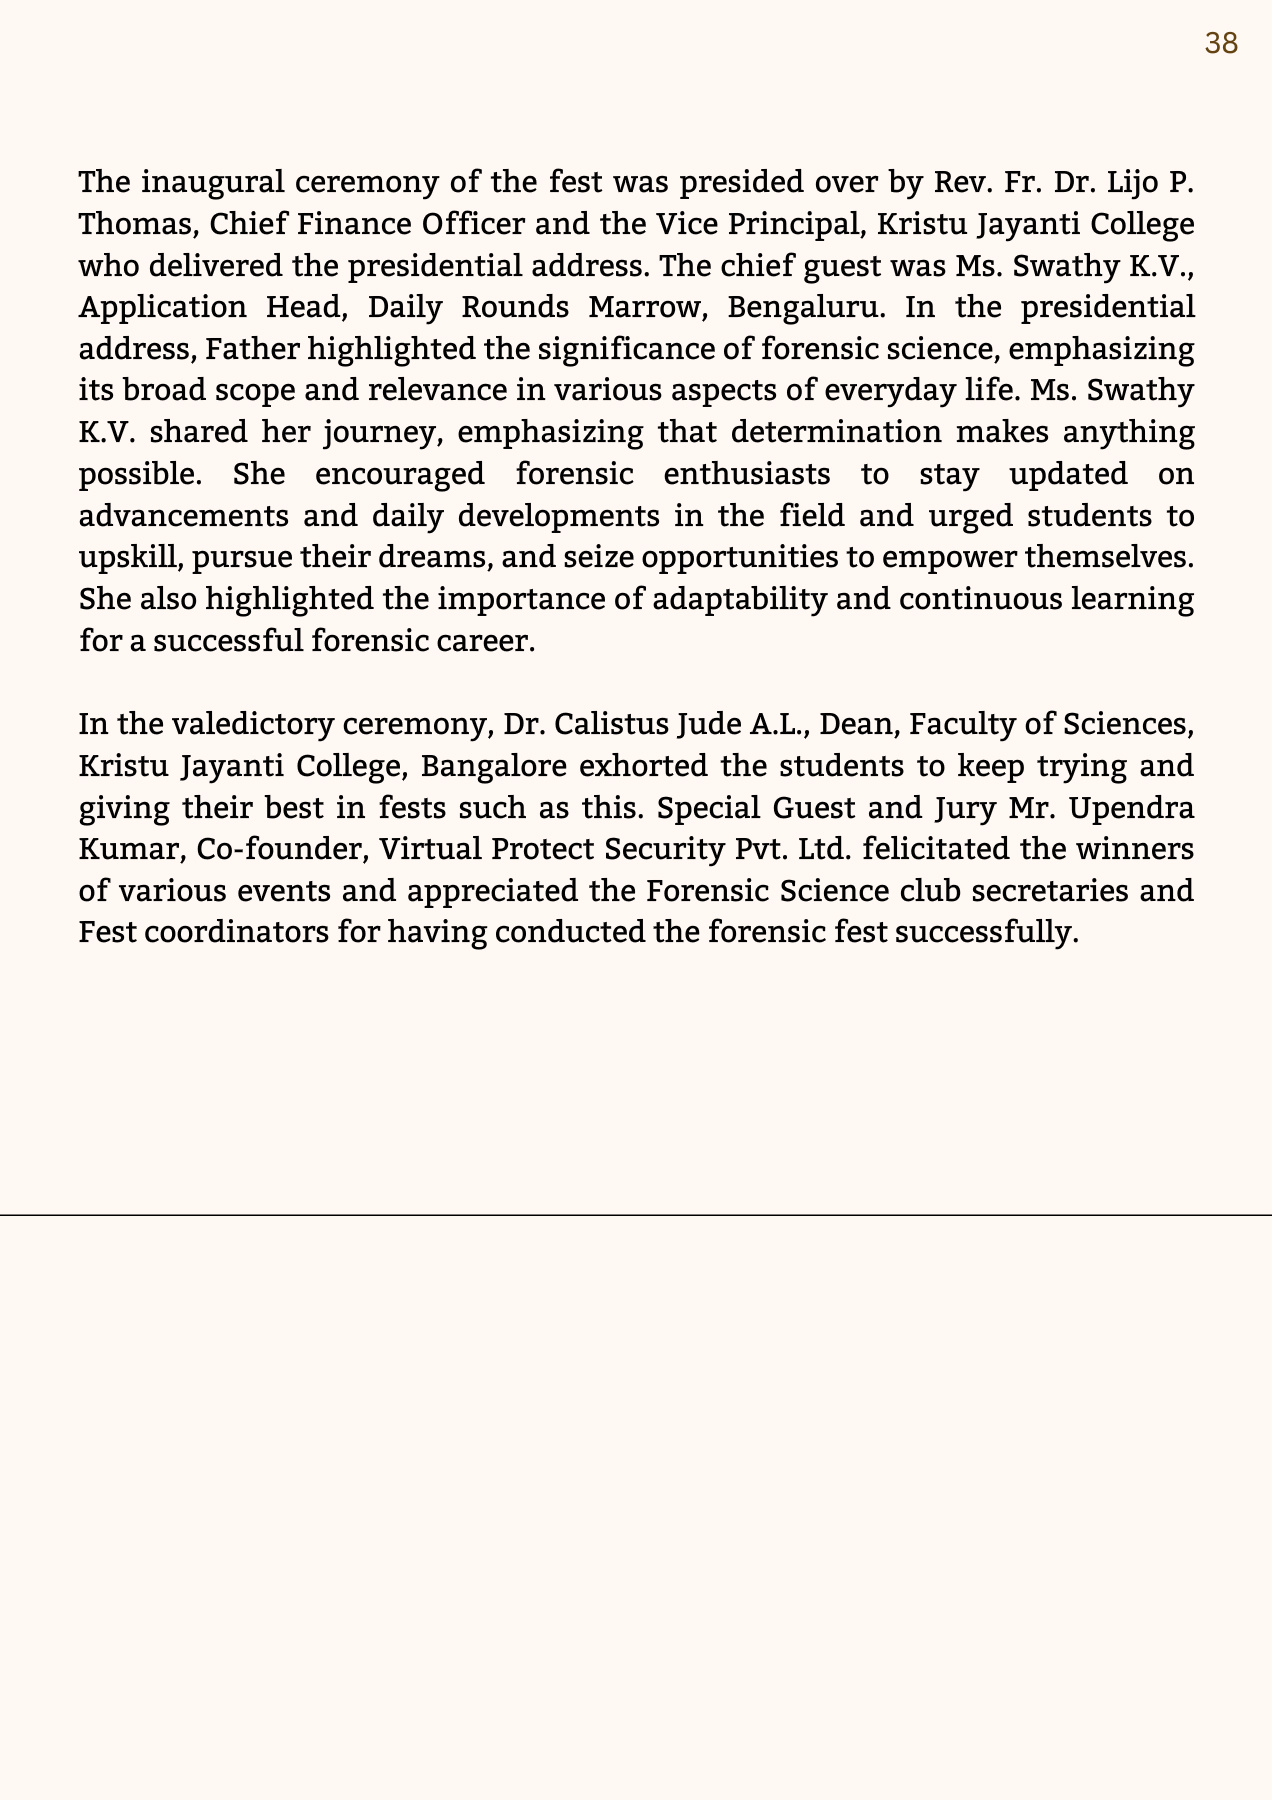 38
The inaugural ceremony of the fest was presided over by Rev. Fr. Dr. Lijo P.
Thomas, Chief Finance Officer and the Vice Principal, Kristu Jayanti College
who delivered the presidential address. The chief guest was Ms. Swathy K.V.,
Application Head, Daily Rounds Marrow, Bengaluru. In the presidential
address, Father highlighted the significance of forensic science, emphasizing
its broad scope and relevance in various aspects of everyday life. Ms. Swathy
K.V. shared her journey, emphasizing that determination makes anything
possible. She encouraged forensic enthusiasts to stay updated on
advancements and daily developments in the field and urged students to
upskill, pursue their dreams, and seize opportunities to empower themselves.
She also highlighted the importance of adaptability and continuous learning
for a successful forensic career.
In the valedictory ceremony, Dr. Calistus Jude A.L., Dean, Faculty of Sciences,
Kristu Jayanti College, Bangalore exhorted the students to keep trying and
giving their best in fests such as this. Special Guest and Jury Mr. Upendra
Kumar, Co-founder, Virtual Protect Security Pvt. Ltd. felicitated the winners
of various events and appreciated the Forensic Science club secretaries and
Fest coordinators for having conducted the forensic fest successfully.